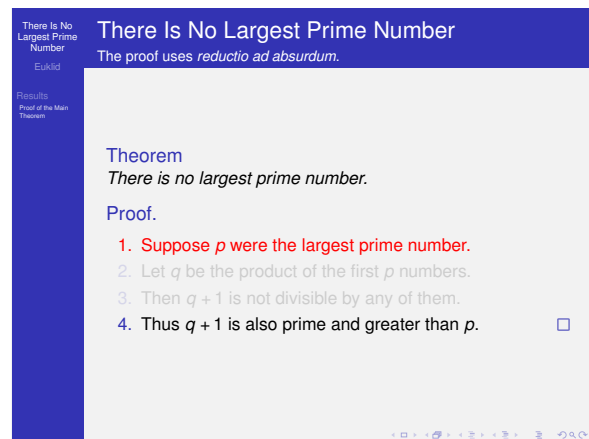 There Is No
Largest Prime
Number
Euklid
Results
Proof of the Main
Theorem
There Is No Largest Prime Number
The proof uses reductio ad absurdum.
Theorem
There is no largest prime number.
Proof.
1. Suppose p were the largest prime number.
2. Let q be the product of the first p numbers.
3. Then q + 1 is not divisible by any of them.
4. Thus q + 1 is also prime and greater than p. □